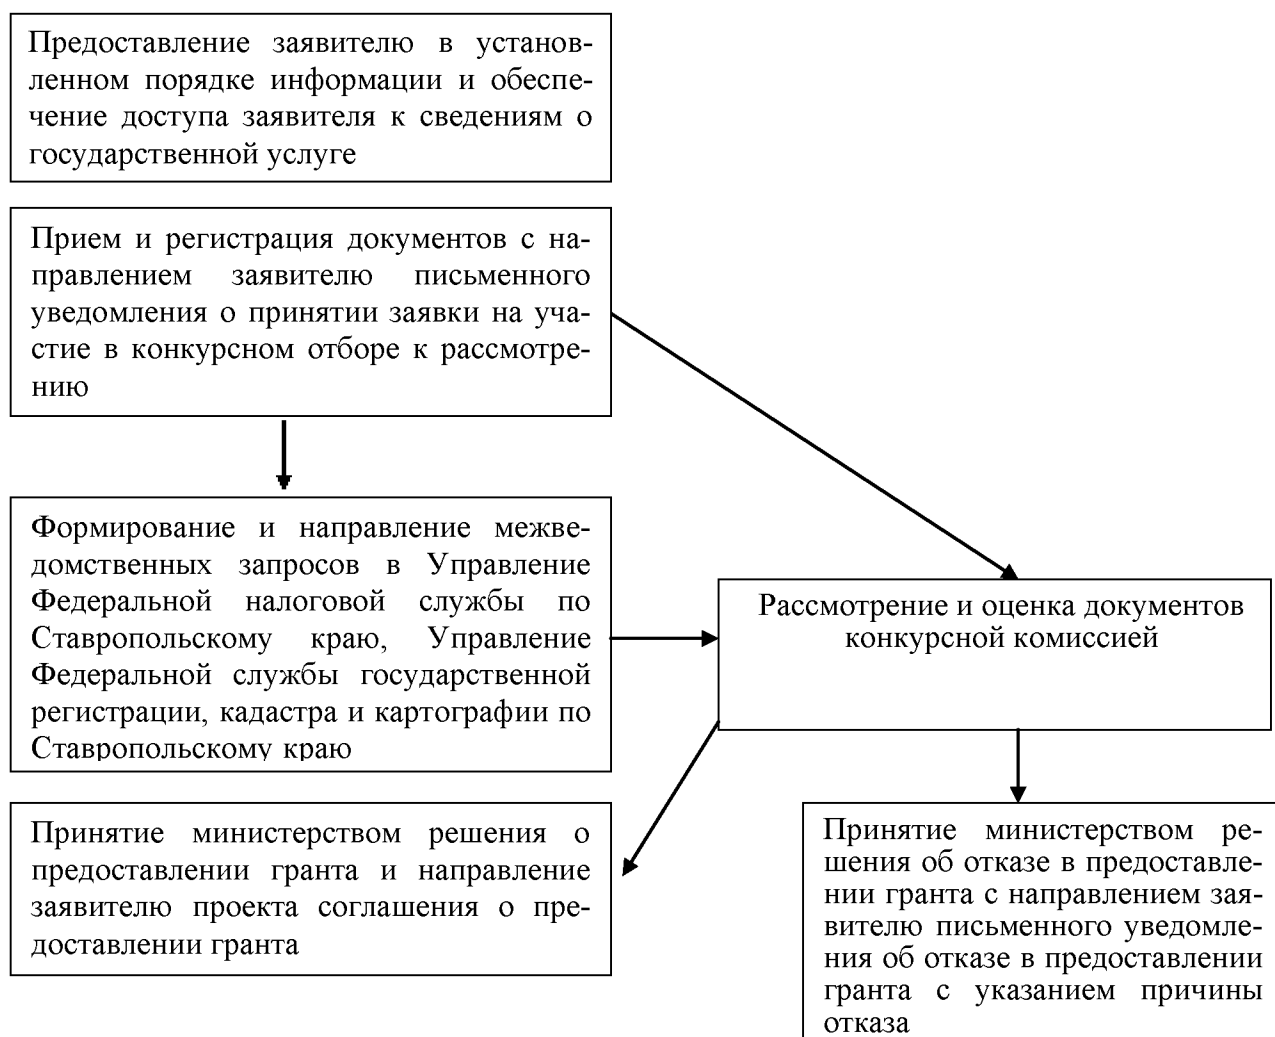 Предоставление заявителю в установ-
ленном порядке информации и обеспе-
чение доступа заявителя к сведениям о
государственной услуге
Прием и регистрация документов с на-
правлением заявителю письменного
уведомления о принятии заявки на уча-
стие в конкурсном отборе к рассмотре-
нию
Формирование и направление межве-
домственных запросов в Управление
Федеральной налоговой службы по
Ставропольскому краю, Управление
Федеральной службы государственной
регистрации, кадастра и картографии по
Ставропольскому краю
Рассмотрение и оценка документов
конкурсной комиссией
Принятие министерством решения о
предоставлении гранта и направление
заявителю проекта соглашения о пре-
доставлении гранта
Принятие министерством ре-
шения об отказе в предоставле-
нии гранта с направлением зая-
вителю письменного уведомле-
ния об отказе в предоставлении
гранта с указанием причины
отказа